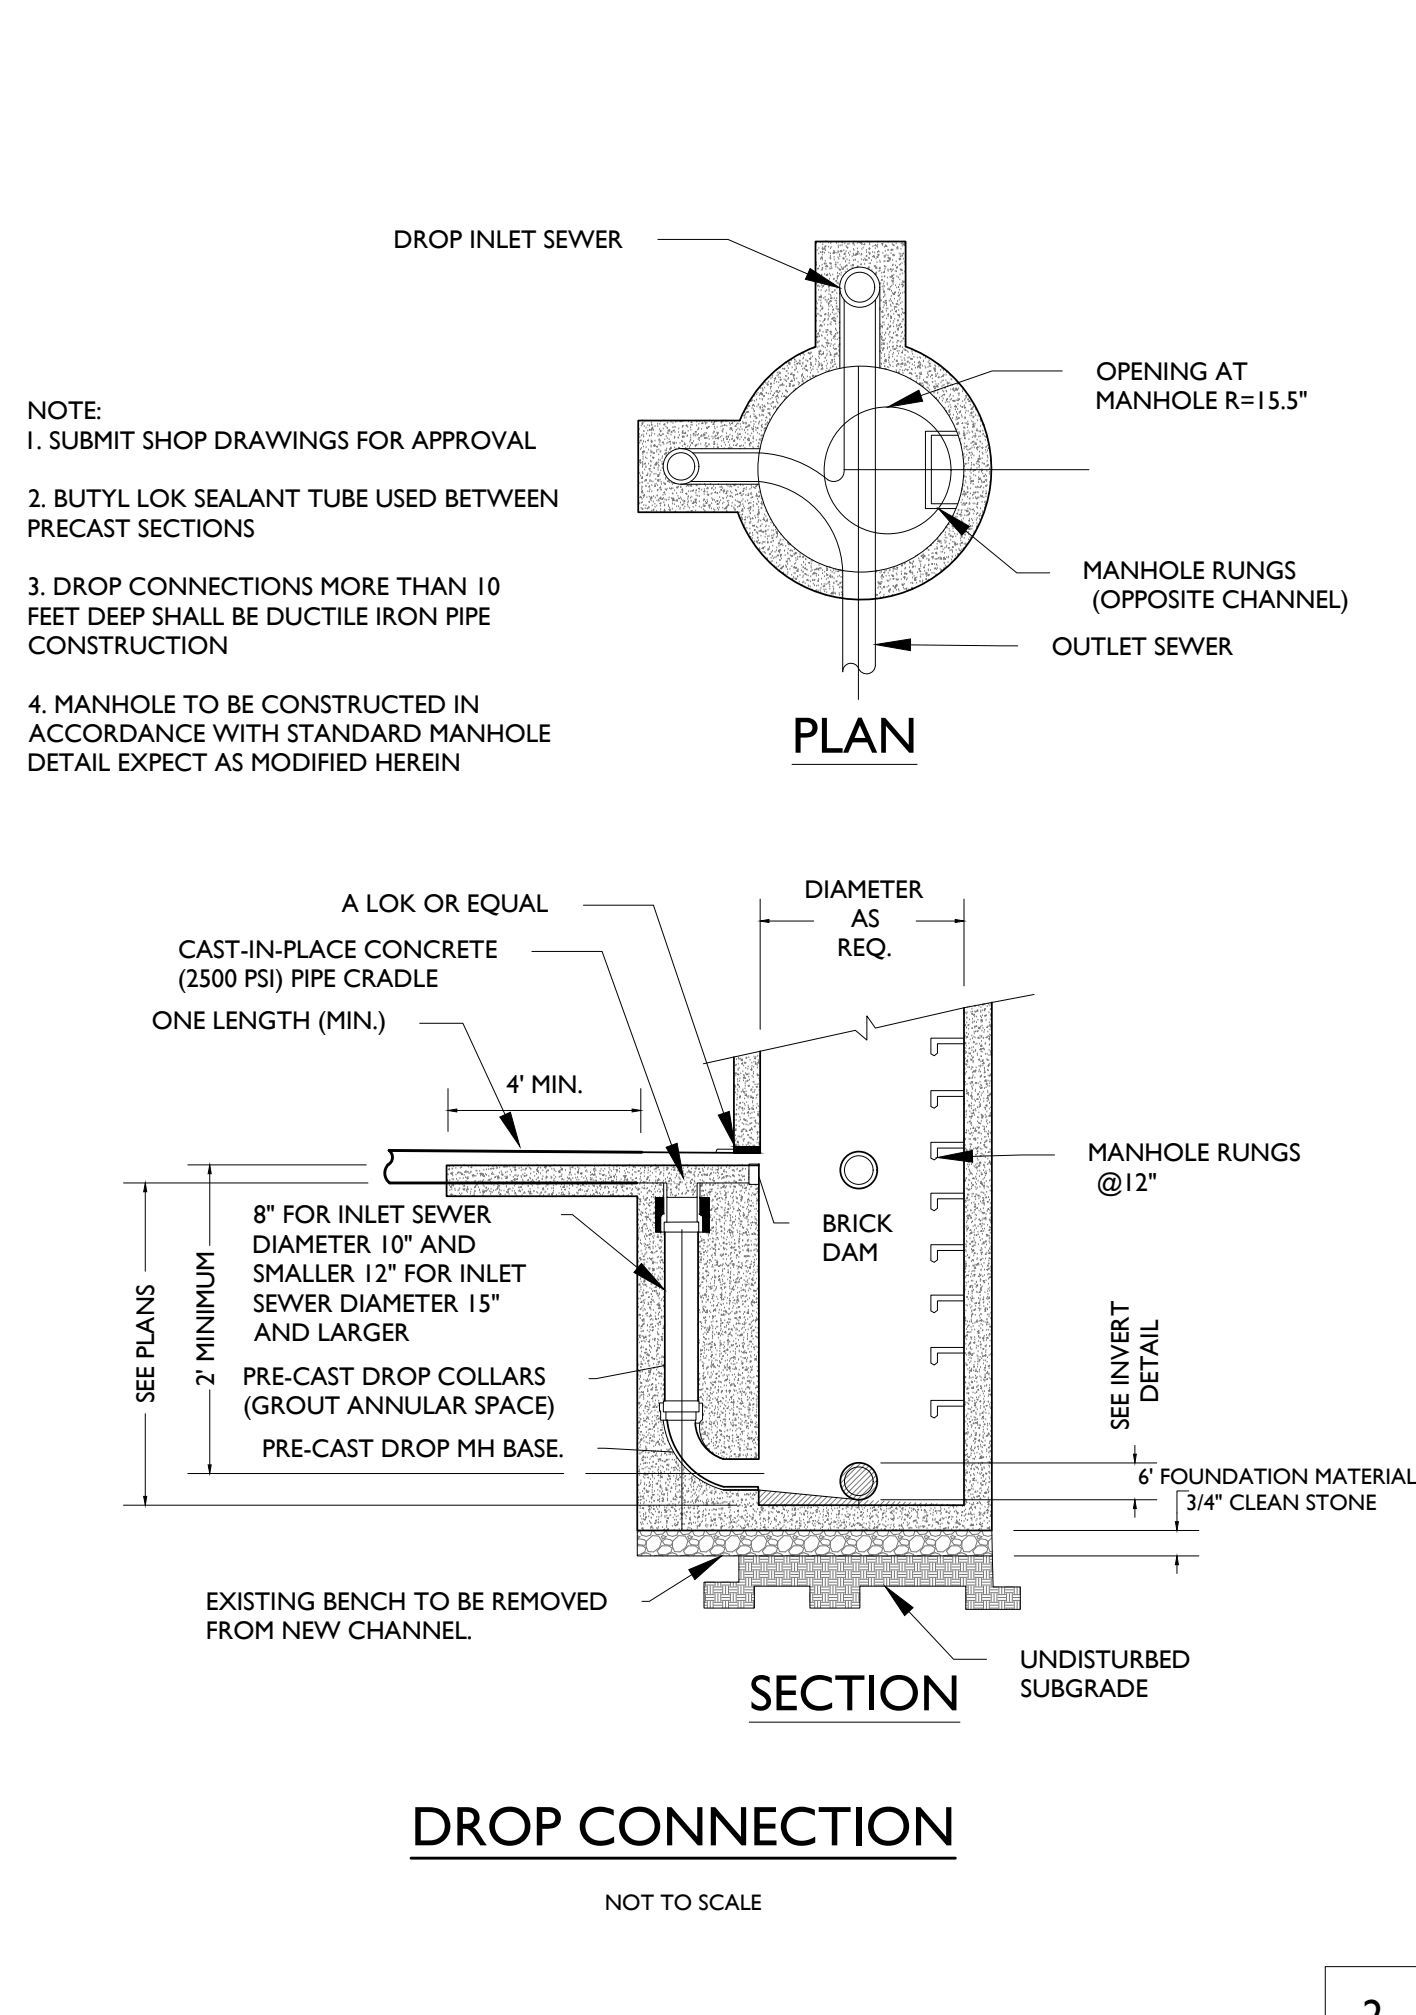 DROP INLET SEWER
OPENING AT
MANHOLE R=15.5"
NOTE:
1. SUBMIT SHOP DRAWINGS FOR APPROVAL
2. BUTYL LOK SEALANT TUBE USED BETWEEN
PRECAST SECTIONS
3. DROP CONNECTIONS MORE THAN 10
FEET DEEP SHALL BE DUCTILE IRON PIPE
CONSTRUCTION
4. MANHOLE TO BE CONSTRUCTED IN
ACCORDANCE WITH STANDARD MANHOLE
DETAIL EXPECT AS MODIFIED HEREIN
MANHOLE RUNGS
(OPPOSITE CHANNEL)
OUTLET SEWER
PLAN
DIAMETER
AS
REQ.
A LOK OR EQUAL
CAST-IN-PLACE CONCRETE
(2500 PSI) PIPE CRADLE
ONE LENGTH (MIN.)
4' MIN.
MANHOLE RUNGS
@12"
BRICK
DAM
8" FOR INLET SEWER
DIAMETER 10" AND
SMALLER 12" FOR INLET
SEWER DIAMETER 15"
AND LARGER
SEE PLANS
2' MINIMUM
PRE-CAST DROP COLLARS
(GROUT ANNULAR SPACE)
PRE-CAST DROP MH BASE.
SEE INVERT
DETAIL
6' FOUNDATION MATERIAL
3/4" CLEAN STONE
EXISTING BENCH TO BE REMOVED
FROM NEW CHANNEL.
UNDISTURBED
SUBGRADE
SECTION
DROP CONNECTION
NOT TO SCALE
2